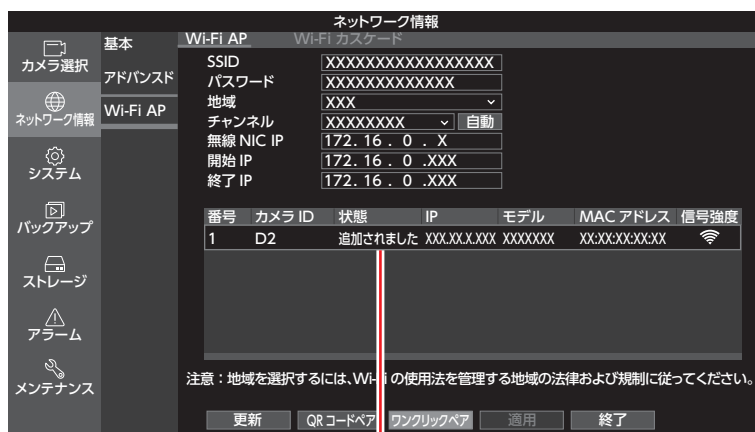 ネットワーク情報
カメラ選択
ネットワーク情報
システム
バックアップ
ストレージ
アラーム
メンテナンス
基本
アドバンスド
Wi-Fi AP
Wi-Fi AP Wi-Fi カスケード
SSID XXXXXXXXXXXXXXXXX
パスワード XXXXXXXXXXXXX
地域 XXX
チャンネル XXXXXXXX 自動
無線 NIC IP 172. 16 . 0 . X
開始 IP 172. 16 . 0 .XXX
終了 IP 172. 16 . 0 .XXX
番号 カメラ ID 状態 IP モデル MAC アドレス 信号強度
1 D2 追加されました XXX.XX.X.XXX XXXXXXX XX:XX:XX:XX:XX
注意:地域を選択するには、Wi-Fi の使用法を管理する地域の法律および規制に従ってください。
更新 QR コードペア ワンクリックペア 適用 終了